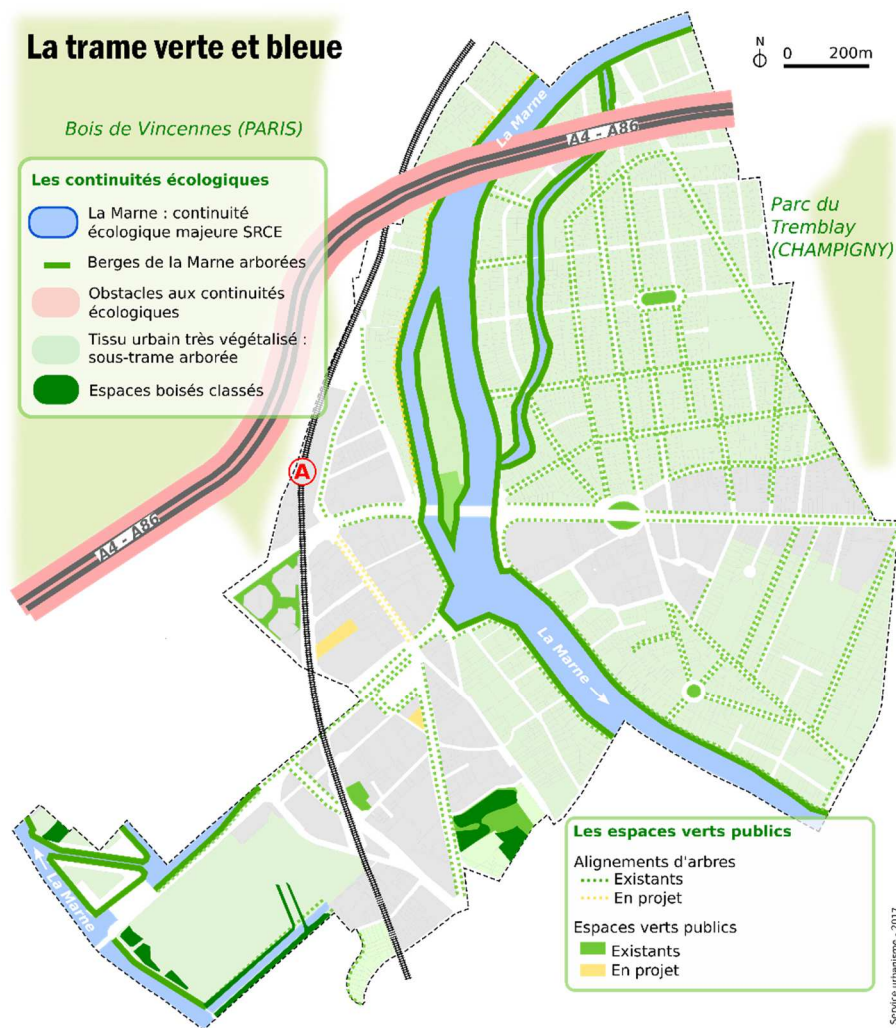 La trame verte et bleue
N
0 200m
Bois de Vincennes (PARIS)
La Marne
A4 - A86
Les continuités écologiques
La Marne : continuité
écologique majeure SRCE
Berges de la Marne arborées
Obstacles aux continuités
écologiques
Tissu urbain très végétalisé :
sous-trame arborée
Espaces boisés classés
Parc du
Tremblay
(CHAMPIGNY)
A
A4 - A86
La Marne
La Marne
Les espaces verts publics
Alignements d'arbres
Existants
En projet
Espaces verts publics
Existants
En projet
Service urbanisme - 2017